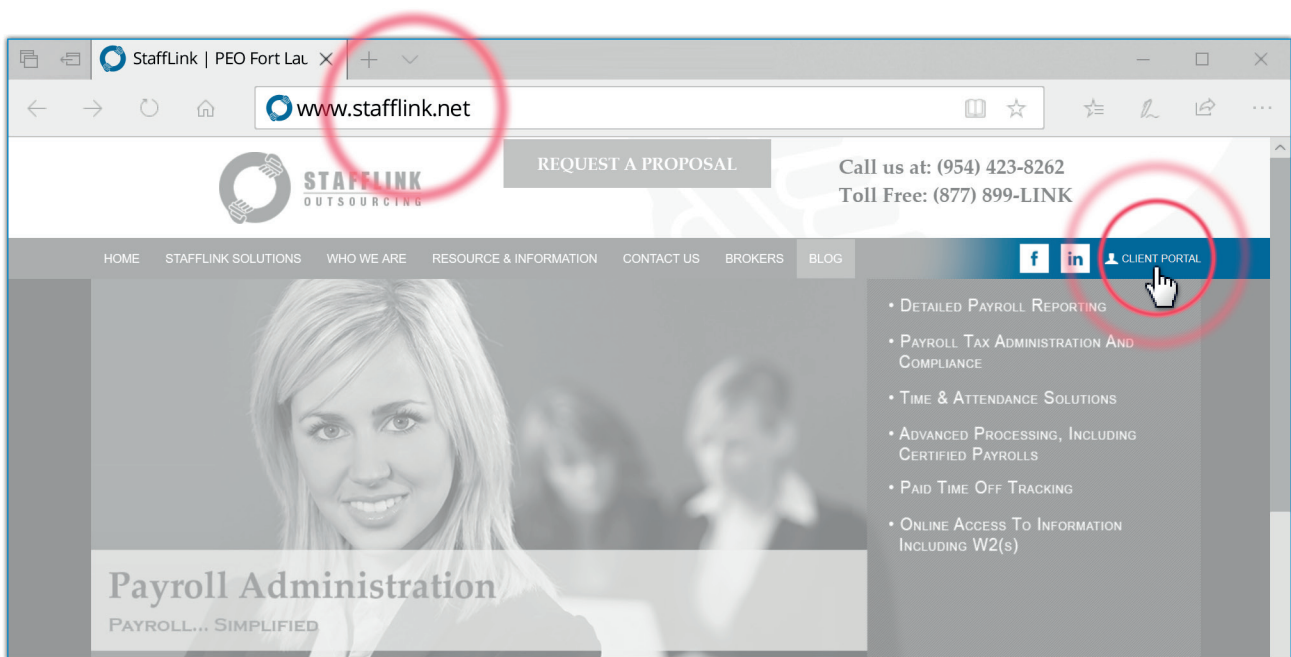 StaffLink | PEO Fort Lau
www.stafflink.net
STAFFLINK
OUTSOURCING
REQUEST A PROPOSAL
Call us at: (954) 423-8262
Toll Free: (877) 899-LINK
HOME STAFFLINK SOLUTIONS WHO WE ARE RESOURCE & INFORMATION CONTACT US BROKERS BLOG f in CLIENT PORTAL
• DETAILED PAYROLL REPORTING
• PAYROLL TAX ADMINISTRATION AND
COMPLIANCE
• TIME & ATTENDANCE SOLUTIONS
• ADVANCED PROCESSING, INCLUDING
CERTIFIED PAYROLLS
• PAID TIME OFF TRACKING
• ONLINE ACCESS TO INFORMATION
INCLUDING W2(S)
Payroll Administration
PAYROLL... SIMPLIFIED